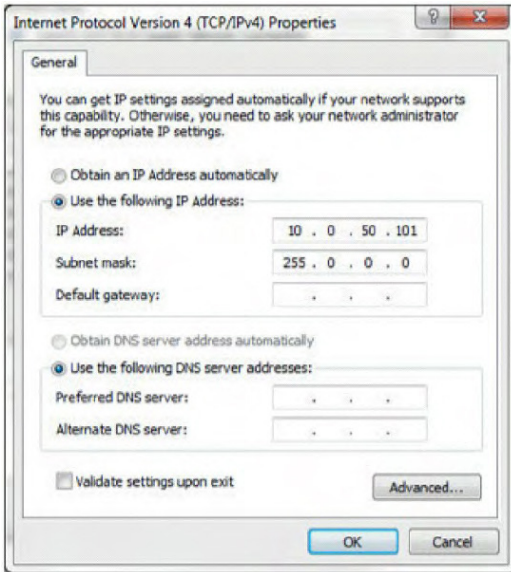 Internet Protocol Version 4 (TCP/IPv4) Properties
General
You can get IP settings assigned automatically if your network supports
this capability. Otherwise, you need to ask your network administrator
for the appropriate IP settings.
Obtain an IP Address automatically
Use the following IP Address:
IP Address: 10 . 0 . 50 . 101
Subnet mask: 255 . 0 . 0 . 0
Default gateway: . . .
Obtain DNS server address automatically
Use the following DNS server addresses:
Preferred DNS server: . . .
Alternate DNS server: . . .
Validate settings upon exit
Advanced...
OK Cancel